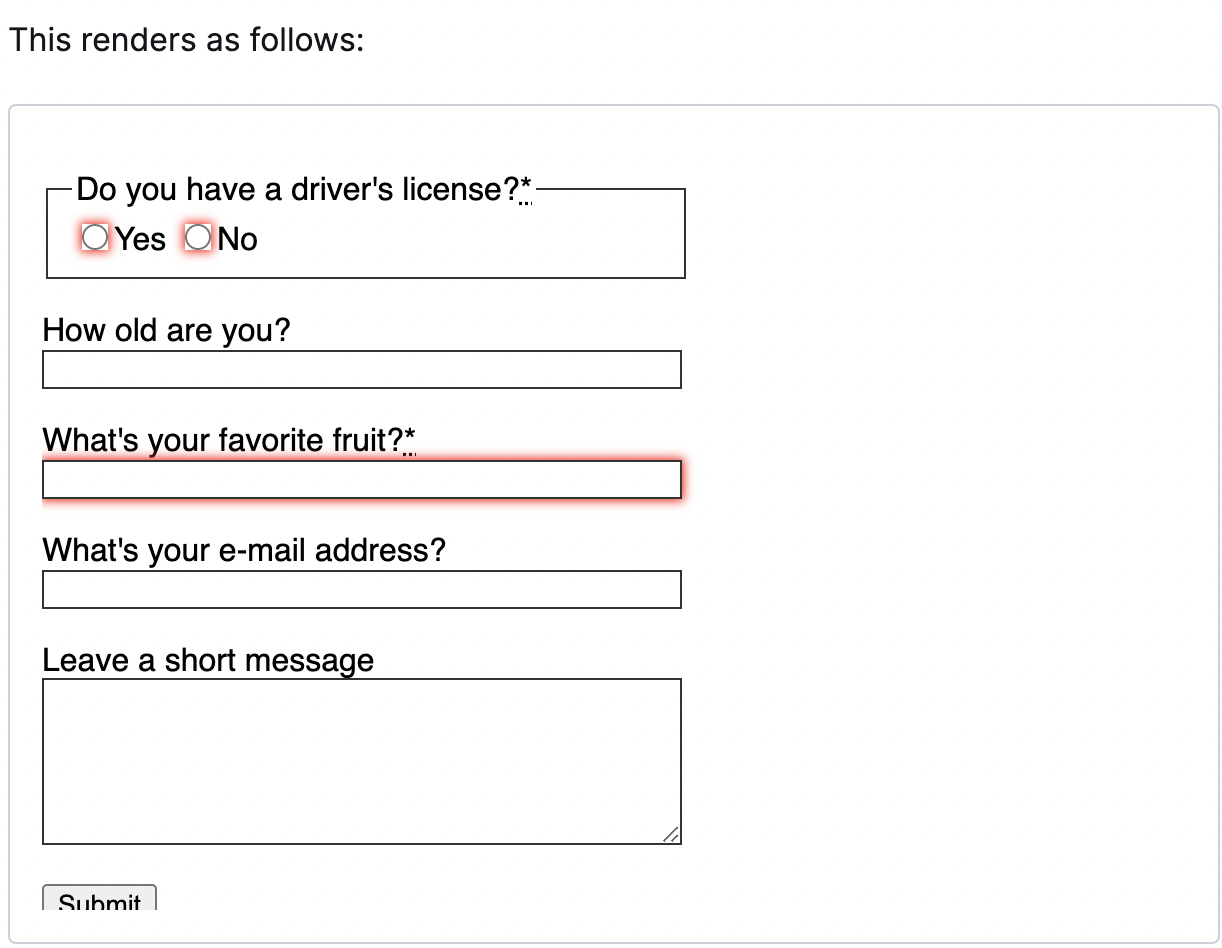 This renders as follows:
Do you have a driver's license?*
Yes No
How old are you?
What's your favorite fruit?*
What's your e-mail address?
Leave a short message
Submit